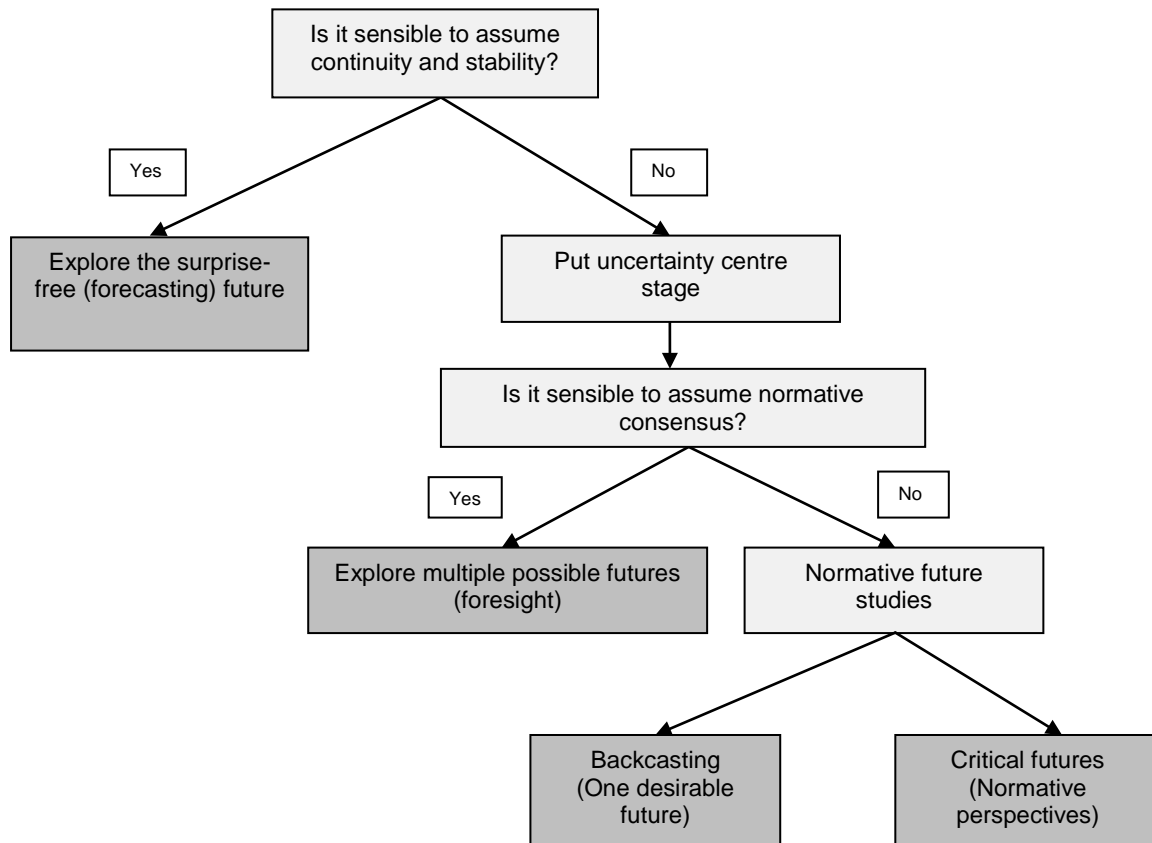 Is it sensible to assume
continuity and stability?
Yes
No
Explore the surprise-
free (forecasting) future
Put uncertainty centre
stage
Is it sensible to assume normative
consensus?
Yes
No
Explore multiple possible futures
(foresight)
Normative future
studies
Backcasting
(One desirable
future)
Critical futures
(Normative
perspectives)